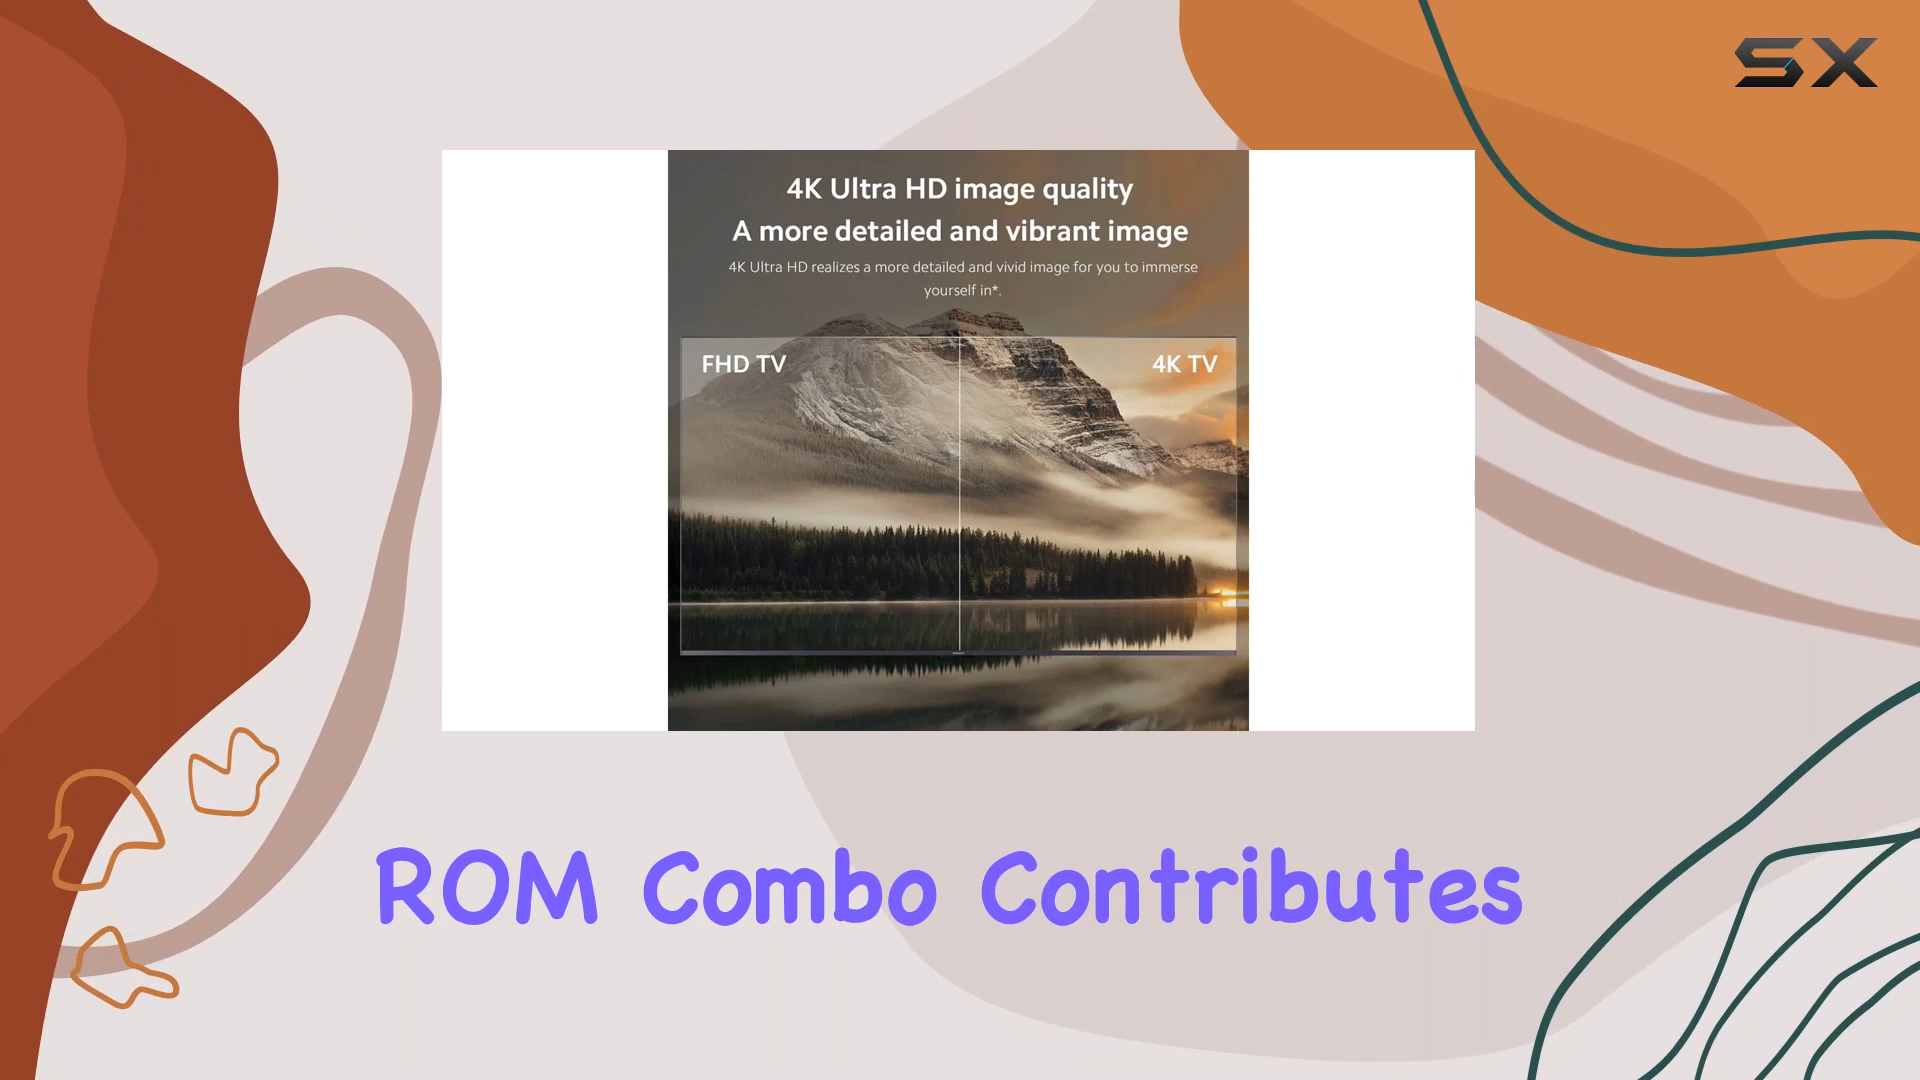 SX
4K Ultra HD image quality
A more detailed and vibrant image
4K Ultra HD realizes a more detailed and vivid image for you to immerse
yourself in*.
FHD TV
4K TV
ROM Combo Contributes